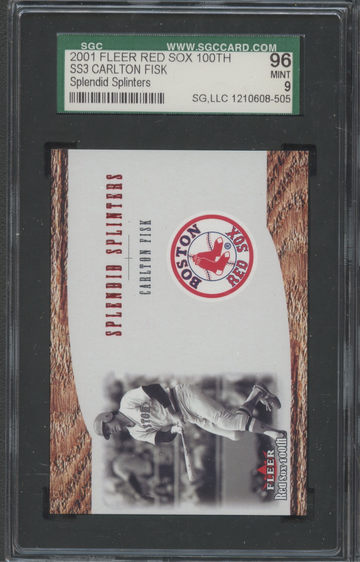 SGC WWW.SGCCARD.COM
2001 FLEER RED SOX 100TH
SS3 CARLTON FISK
Splendid Splinters
96
MINT
9
SG,LLC 1210608-505
SPLENDID SPLINTERS
CARLTON FISK
BOSTON
RED SOX
FLEER
Red Sox 100th